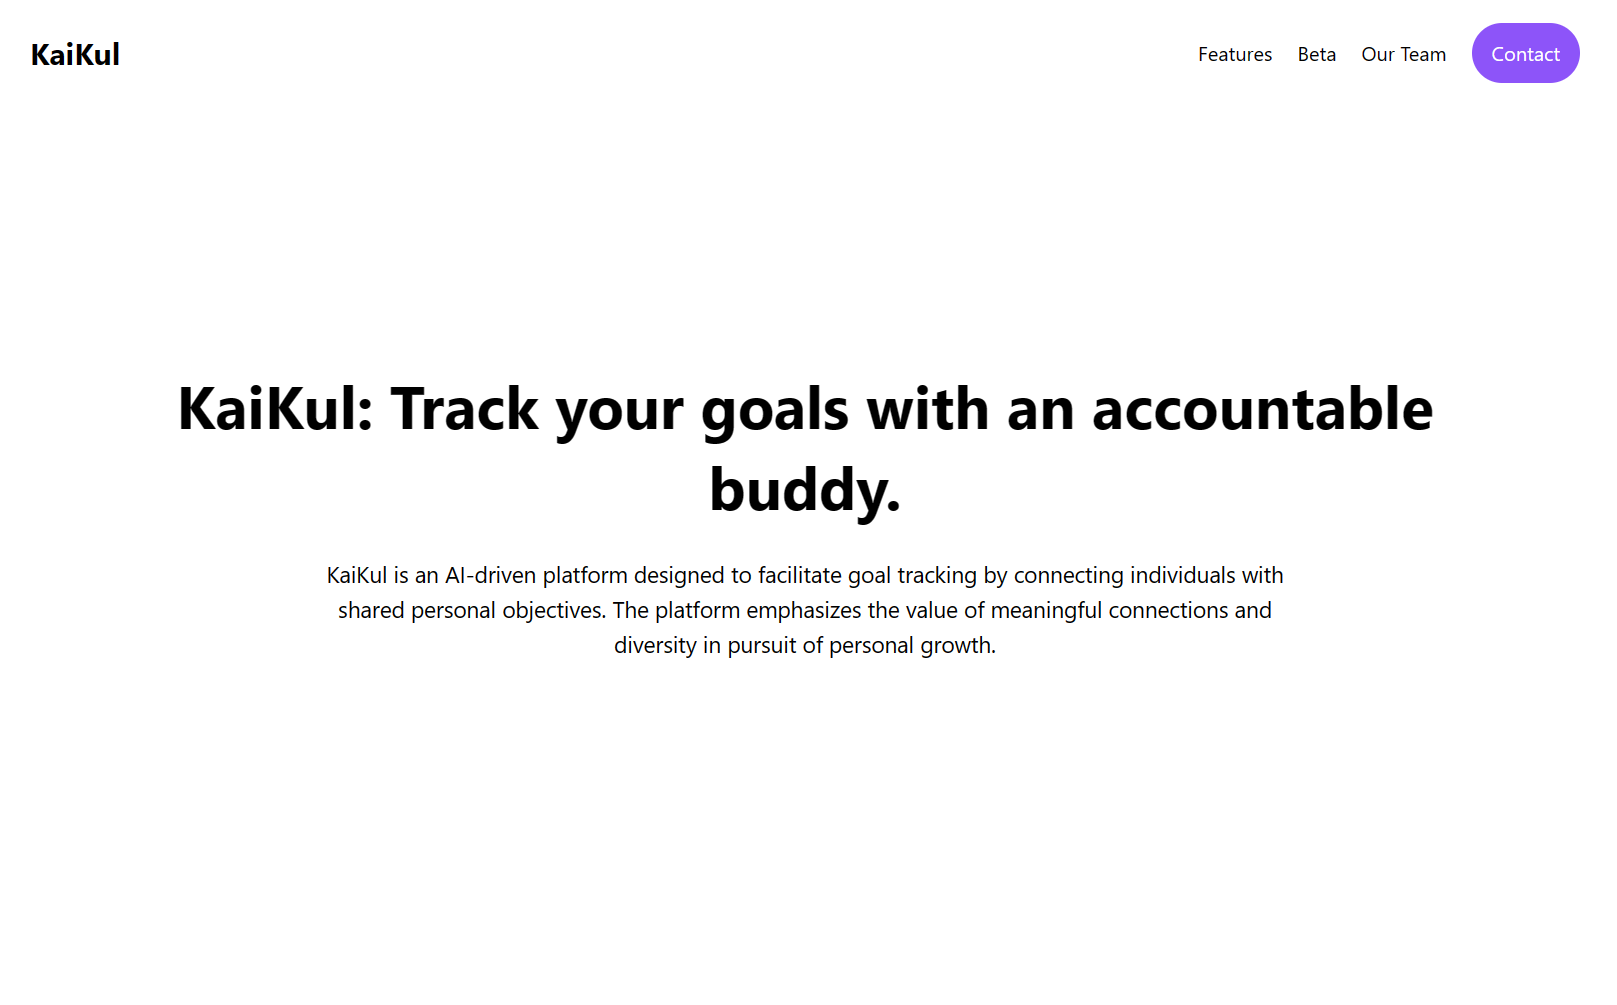 KaiKul
Features Beta Our Team Contact
KaiKul: Track your goals with an accountable
buddy.
KaiKul is an AI-driven platform designed to facilitate goal tracking by connecting individuals with
shared personal objectives. The platform emphasizes the value of meaningful connections and
diversity in pursuit of personal growth.